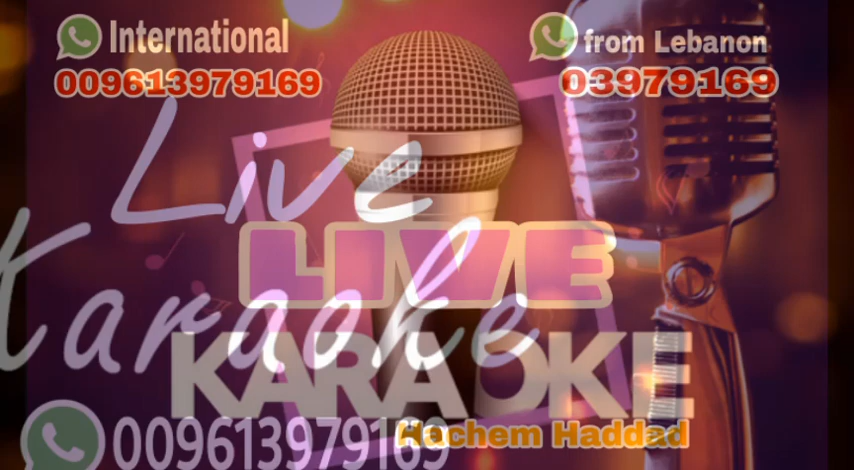 International
009613979169
from Lebanon
03979169
Live
Karaoke
LIVE
KARAOKE
Hachem Haddad
009613979169